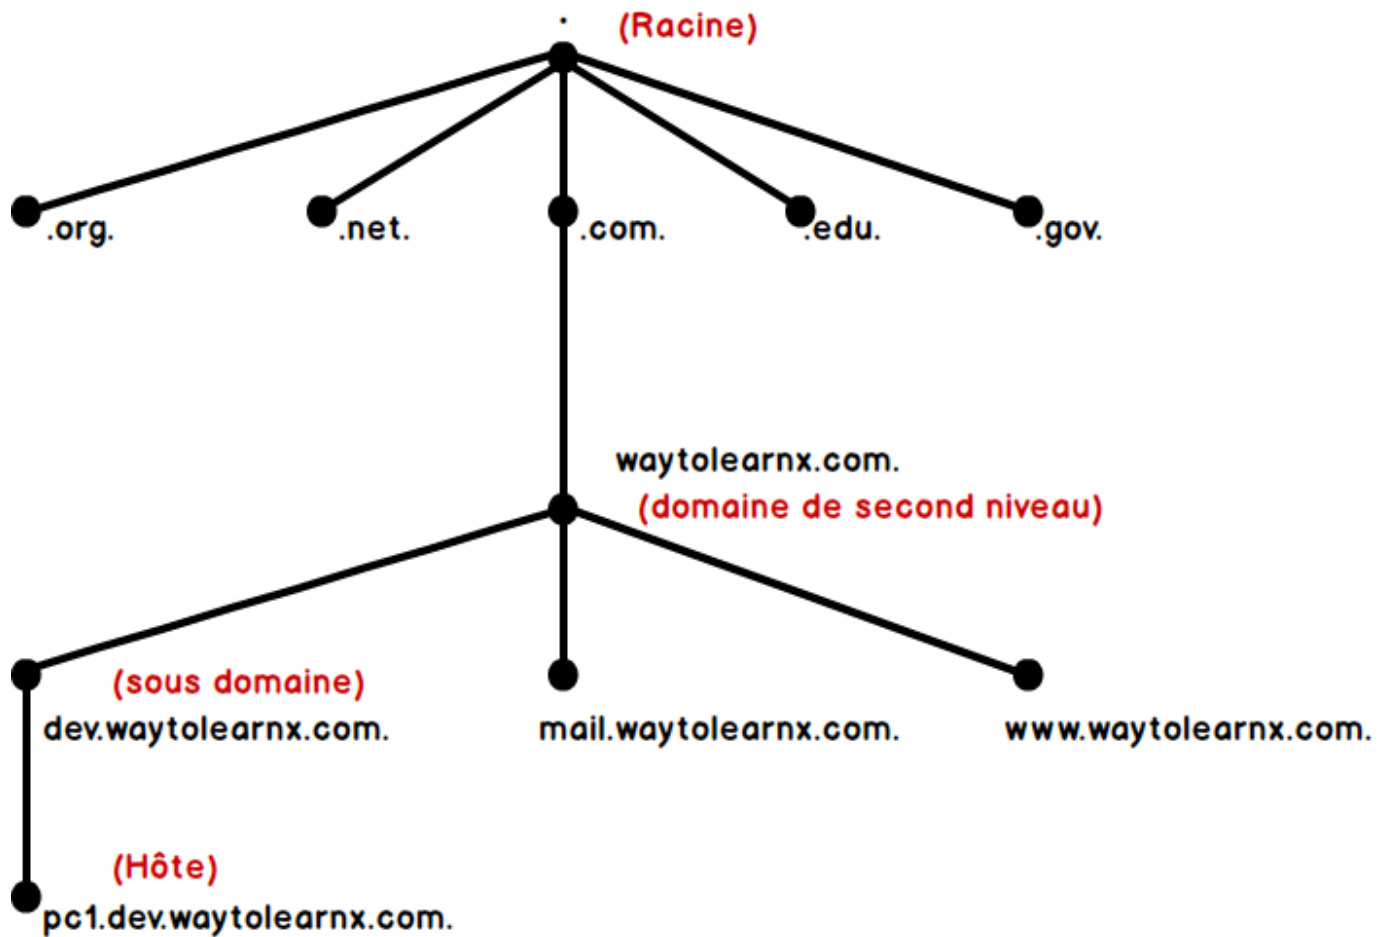 .
(Racine)
.org.
.net.
.com.
.edu.
.gov.
waytolearnx.com.
(domaine de second niveau)
(sous domaine)
dev.waytolearnx.com.
mail.waytolearnx.com.
www.waytolearnx.com.
(Hôte)
pc1.dev.waytolearnx.com.